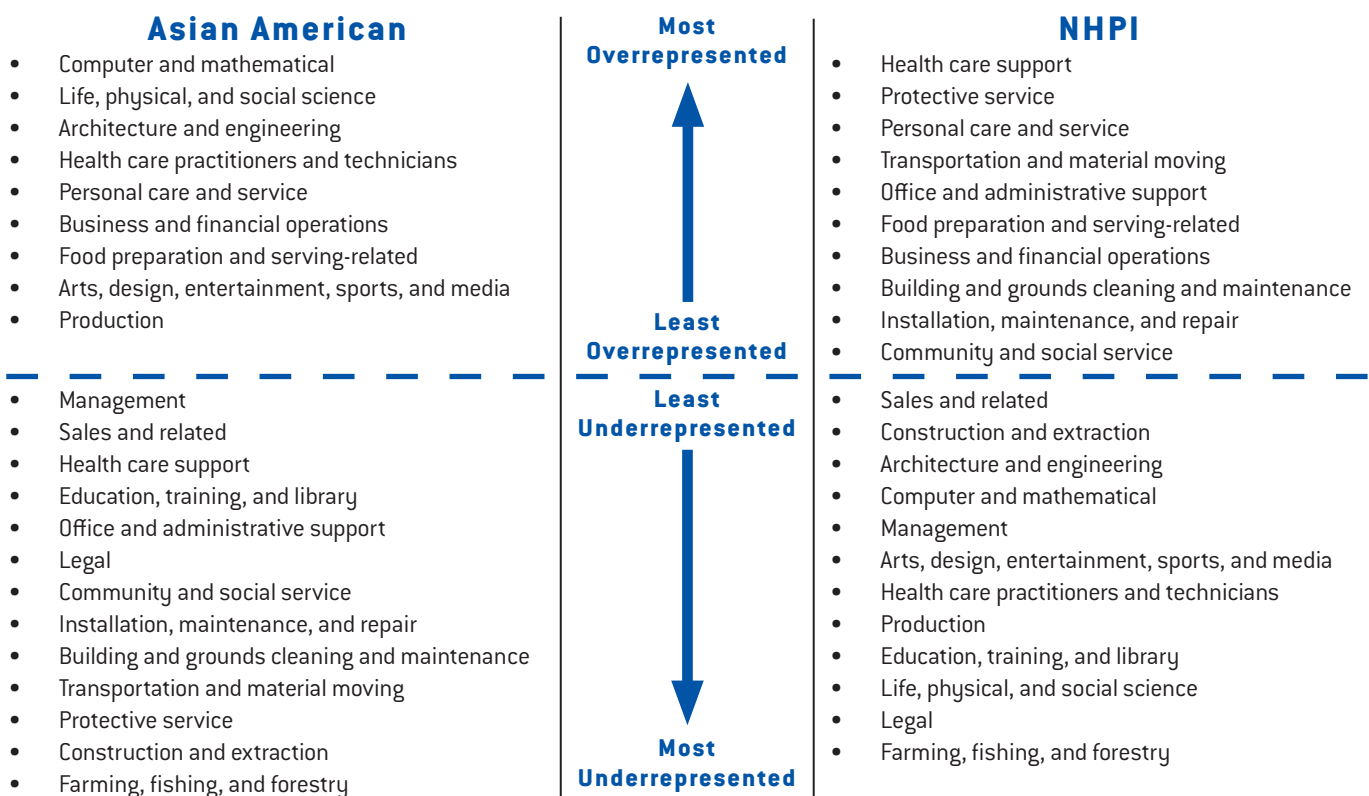 Asian American
• Computer and mathematical
• Life, physical, and social science
• Architecture and engineering
• Health care practitioners and technicians
• Personal care and service
• Business and financial operations
• Food preparation and serving-related
• Arts, design, entertainment, sports, and media
• Production
• Management
• Sales and related
• Health care support
• Education, training, and library
• Office and administrative support
• Legal
• Community and social service
• Installation, maintenance, and repair
• Building and grounds cleaning and maintenance
• Transportation and material moving
• Protective service
• Construction and extraction
• Farming, fishing, and forestry
Most
Overrepresented
Least
Overrepresented
Least
Underrepresented
Most
Underrepresented
NHPI
• Health care support
• Protective service
• Personal care and service
• Transportation and material moving
• Office and administrative support
• Food preparation and serving-related
• Business and financial operations
• Building and grounds cleaning and maintenance
• Installation, maintenance, and repair
• Community and social service
• Sales and related
• Construction and extraction
• Architecture and engineering
• Computer and mathematical
• Management
• Arts, design, entertainment, sports, and media
• Health care practitioners and technicians
• Production
• Education, training, and library
• Life, physical, and social science
• Legal
• Farming, fishing, and forestry